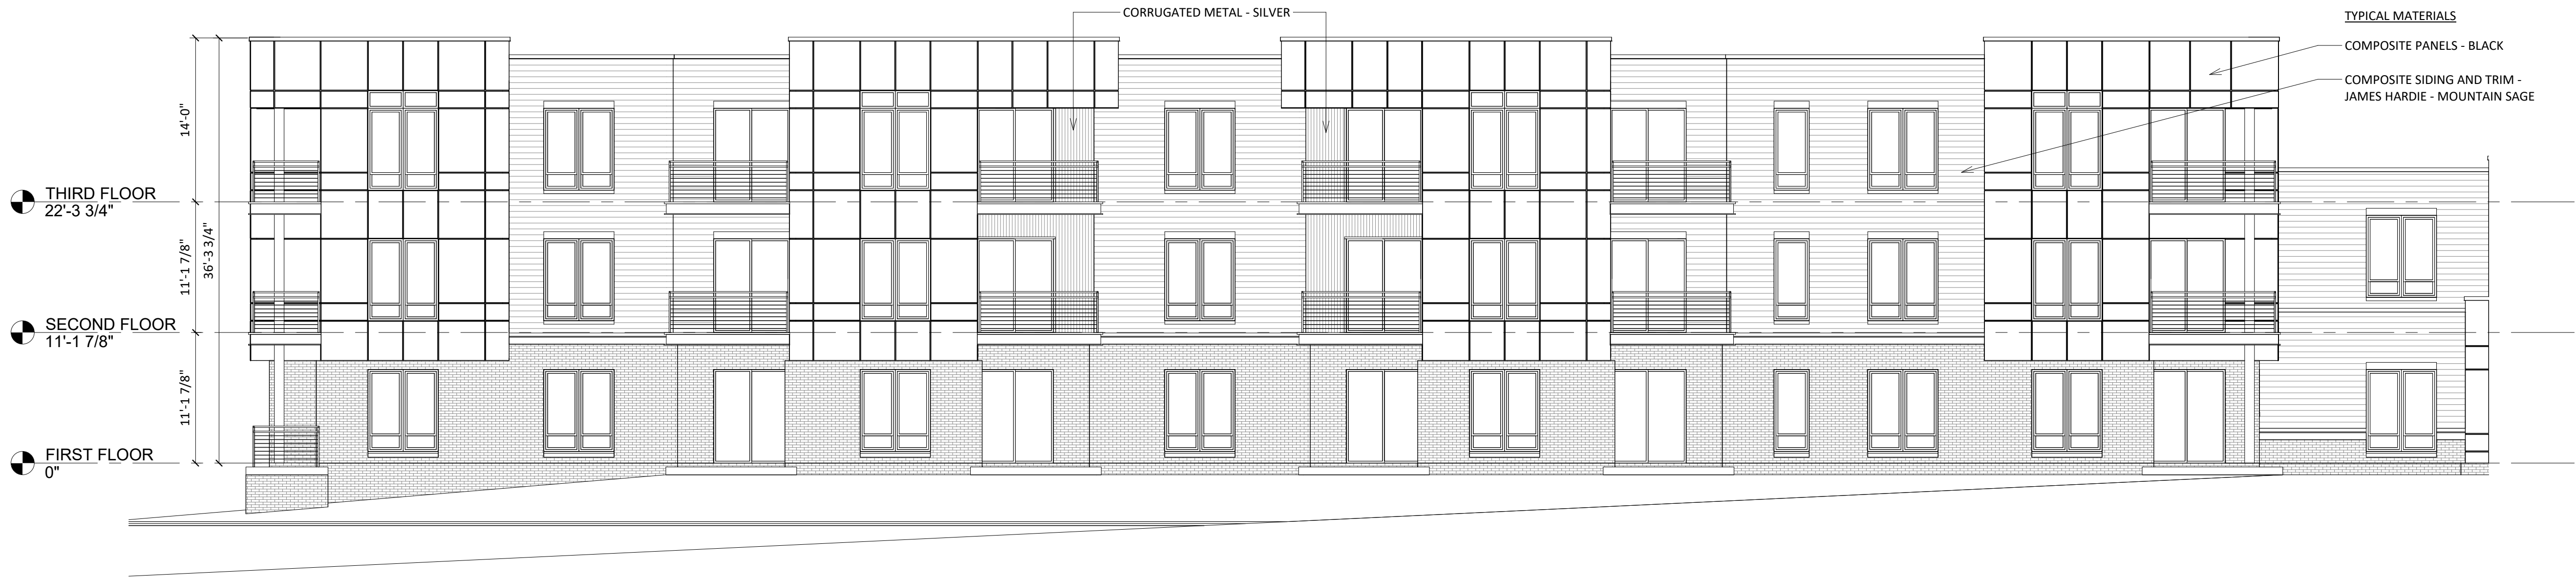 CORRUGATED METAL - SILVER
TYPICAL MATERIALS
COMPOSITE PANELS - BLACK
COMPOSITE SIDING AND TRIM -
JAMES HARDIE - MOUNTAIN SAGE
14'-0"
THIRD FLOOR
22'-3 3/4"
11'-1 7/8"
36'-3 3/4"
SECOND FLOOR
11'-1 7/8"
11'-1 7/8"
FIRST FLOOR
0"